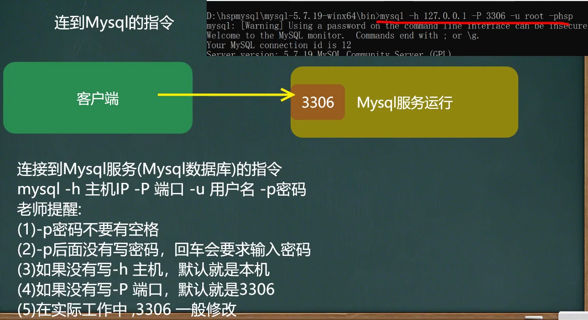 连到Mysql的指令
D:\hspmysql\mysql-5.7.19-winx64\bin>mysql -h 127.0.0.1 -P 3306 -u root -phsp
mysql: [Warning] Using a password on the command line interface can be insecure
Welcome to the MySQL monitor.  Commands end with ; or \g.
Your MySQL connection id is 12
Server version: 5.7.19 MySQL Community Server (GPL)
客户端
3306
Mysql服务运行
连接到Mysql服务(Mysql数据库)的指令
mysql -h 主机IP -P 端口 -u 用户名 -p密码
老师提醒:
(1)-p密码不要有空格
(2)-p后面没有写密码，回车会要求输入密码
(3)如果没有写-h 主机，默认就是本机
(4)如果没有写-P 端口，默认就是3306
(5)在实际工作中 ,3306 一般修改